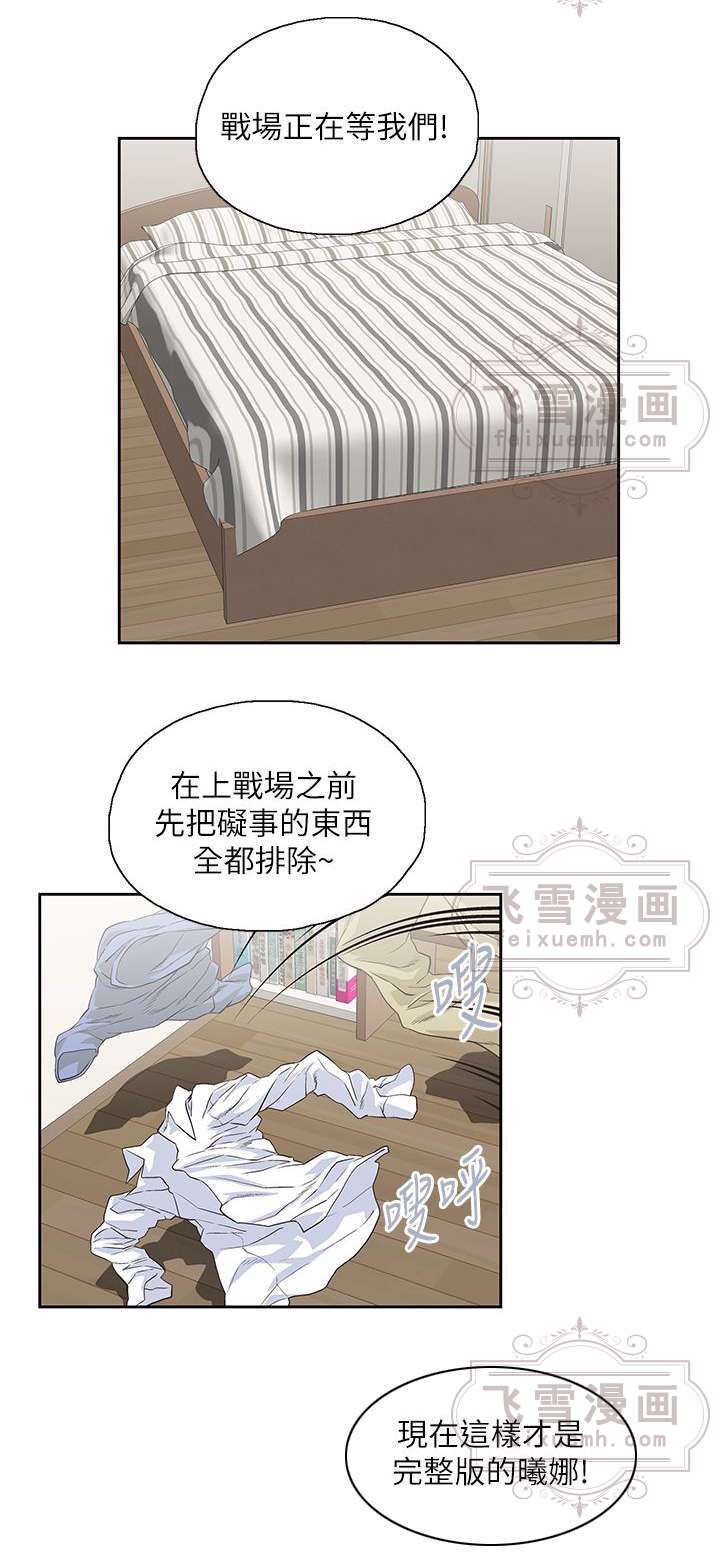 戰場正在等我們!
飞雪漫画
feixuemh.com
在上戰場之前
先把礙事的東西
全都排除~
飞雪漫画
feixuemh.com
嗖
嗖呼
飞雪漫画
feixuemh.com
現在這樣才是
完整版的曦娜!